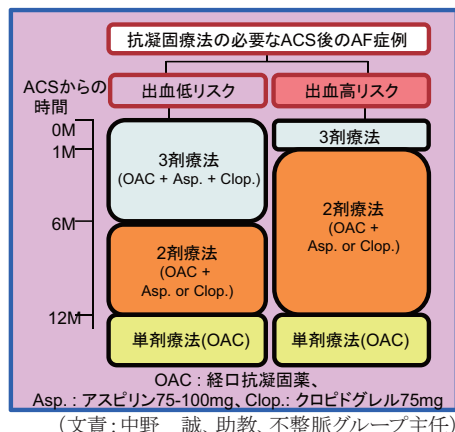 抗凝固療法の必要なACS後のAF症例
ACSからの
時間
出血低リスク
出血高リスク
0M
1M
6M
12M
3剤療法
(OAC + Asp. + Clop.)
2剤療法
(OAC +
Asp. or Clop.)
単剤療法(OAC)
3剤療法
2剤療法
(OAC +
Asp. or Clop.)
単剤療法(OAC)
OAC : 経口抗凝固薬、
Asp. : アスピリン75-100mg、Clop.: クロピドグレル75mg
(文責:中野 誠、助教、不整脈グループ主任)